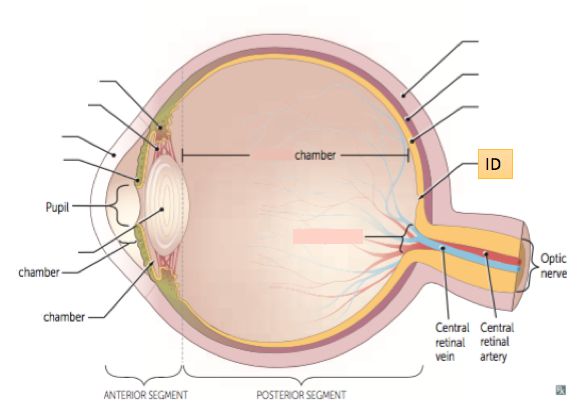 chamber
ID
Pupil
chamber
Optic
nerve
chamber
Central
retinal
vein
Central
retinal
artery
ANTERIOR SEGMENT
POSTERIOR SEGMENT